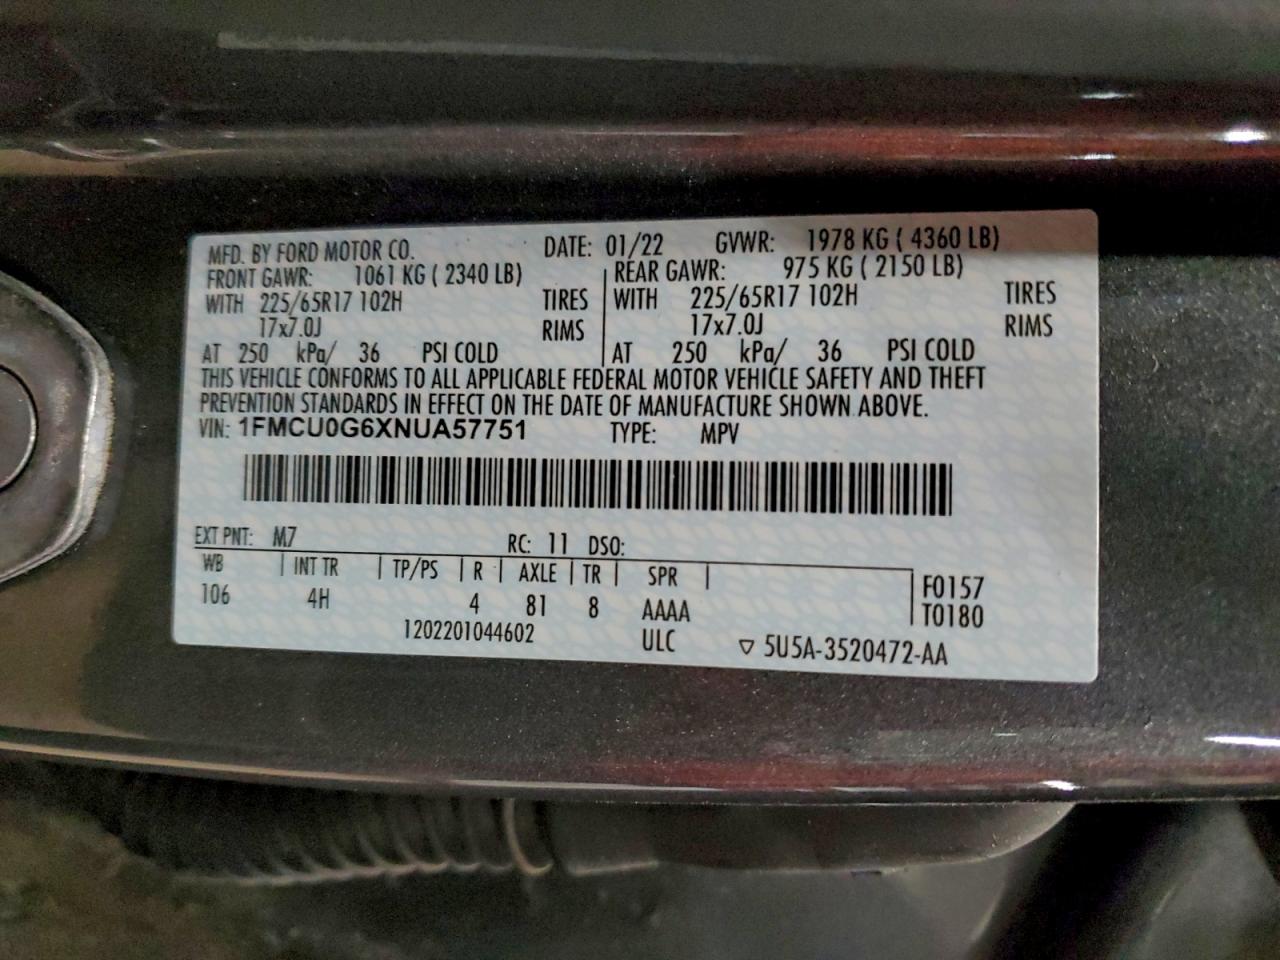 MFD. BY FORD MOTOR CO. DATE: 01/22 GVWR: 1978 KG ( 4360 LB)
FRONT GAWR: 1061 KG ( 2340 LB) REAR GAWR: 975 KG ( 2150 LB)
WITH 225/65R17 102H TIRES WITH 225/65R17 102H TIRES
17x7.0J RIMS 17x7.0J RIMS
AT 250 kPa/ 36 PSI COLD AT 250 kPa/ 36 PSI COLD
THIS VEHICLE CONFORMS TO ALL APPLICABLE FEDERAL MOTOR VEHICLE SAFETY AND THEFT
PREVENTION STANDARDS IN EFFECT ON THE DATE OF MANUFACTURE SHOWN ABOVE.
VIN: 1FMCU0G6XNUA57751 TYPE: MPV
EXT PNT: M7 RC: 11 DSO:
WB INT TR TP/PS R AXLE TR SPR F0157
106 4H 4 81 8 AAAA T0180
1202201044602 ULC ▽ 5U5A-3520472-AA